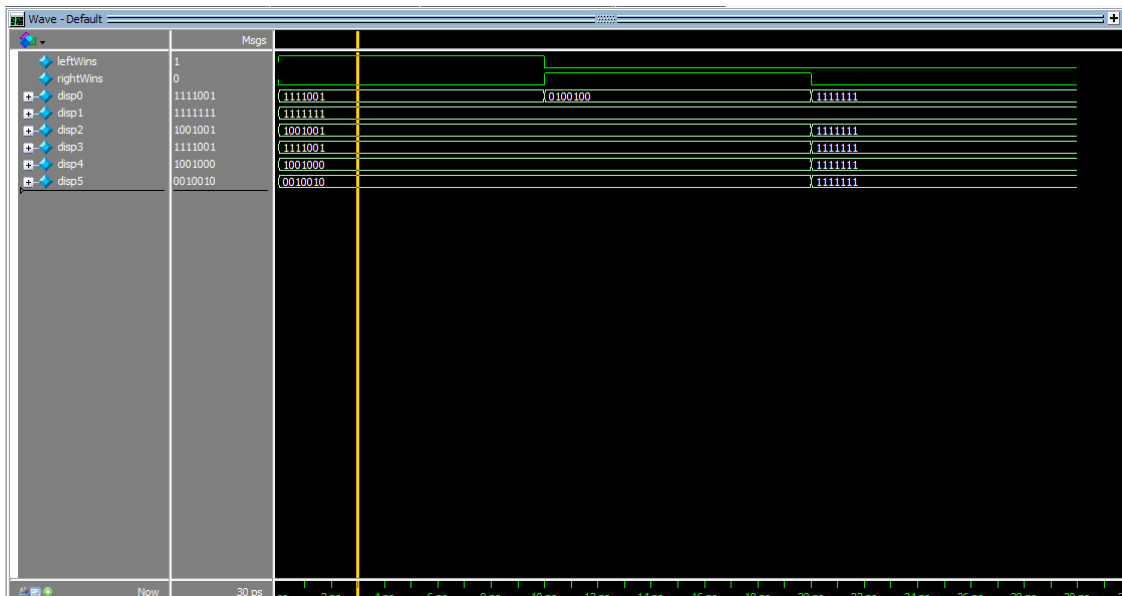 Wave - Default
Msgs
leftWins 1
rightWins 0
disp0 1111001 1111001 0100100 1111111
disp1 1111111 1111111
disp2 1001001 1001001 1111111
disp3 1111001 1111001 1111111
disp4 1001000 1001000 1111111
disp5 0010010 0010010 1111111
Now 30 ps